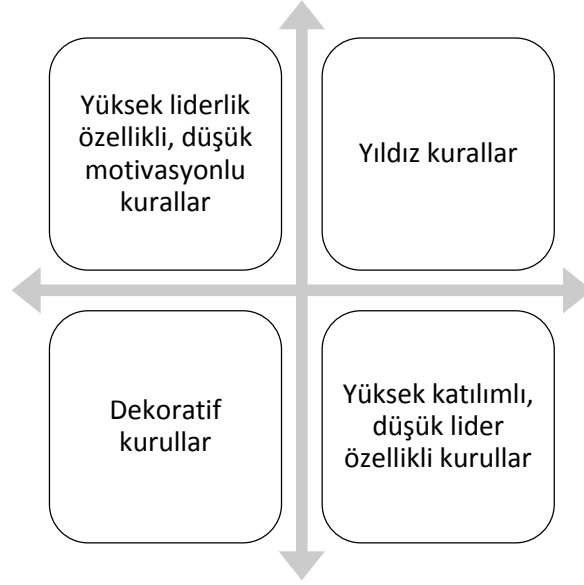 Yüksek liderlik
özellikli, düşük
motivasyonlu
kurallar
Yıldız kurallar
Dekoratif
kurullar
Yüksek katılımlı,
düşük lider
özellikli kurullar